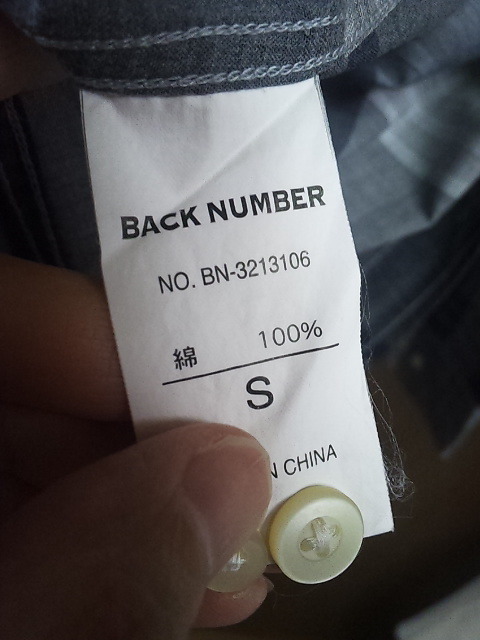 BACK NUMBER
NO. BN-3213106
綿 100%
S
CHINA